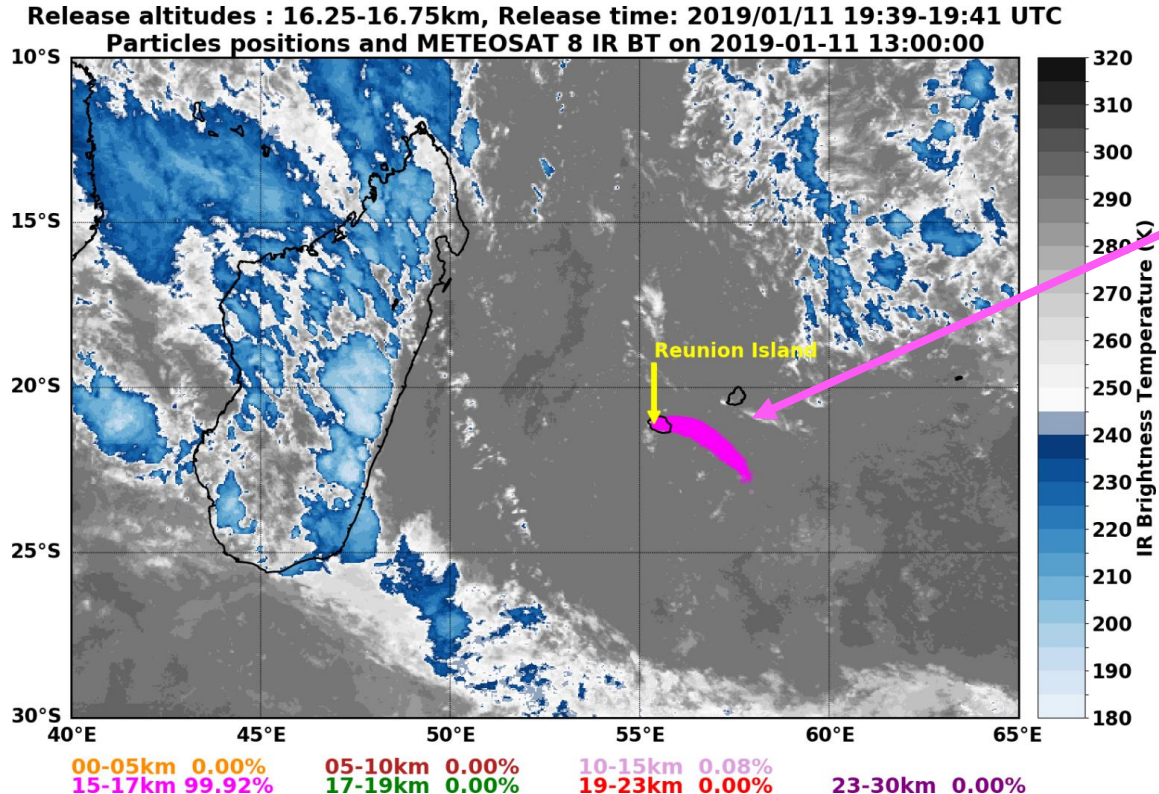 Release altitudes : 16.25-16.75km, Release time: 2019/01/11 19:39-19:41 UTC
Particles positions and METEOSAT 8 IR BT on 2019-01-11 13:00:00
10°S
15°S
20°S
25°S
30°S
40°E 45°E 50°E 55°E 60°E 65°E
Reunion Island
320
310
300
290
280
270
260
250
240
230
220
210
200
190
180
IR Brightness Temperature (K)
00-05km 0.00% 05-10km 0.00% 10-15km 0.08%
15-17km 99.92% 17-19km 0.00% 19-23km 0.00% 23-30km 0.00%